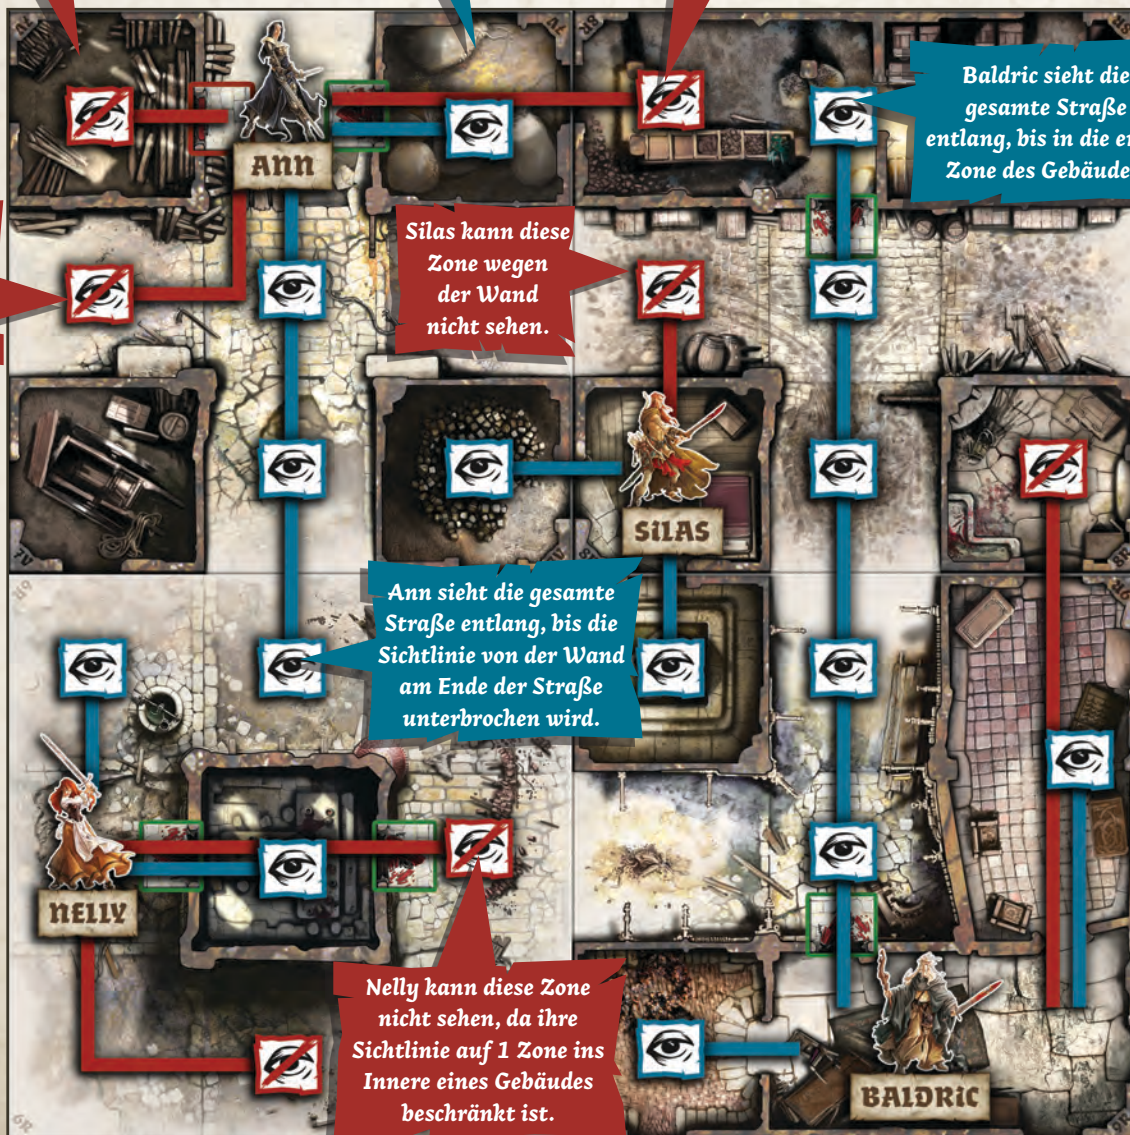 Baldric sieht die
gesamte Straße
entlang, bis in die
Zone des
ANN
Silas kann diese
Zone wegen
der Wand
nicht sehen.
SILAS
Ann sieht die gesamte
Straße entlang, bis die
Sichtlinie von der Wand
am Ende der Straße
unterbrochen wird.
NELLY
Nelly kann diese Zone
nicht sehen, da ihre
Sichtlinie auf 1 Zone ins
Innere eines Gebäudes
beschränkt ist.
BALDRIC